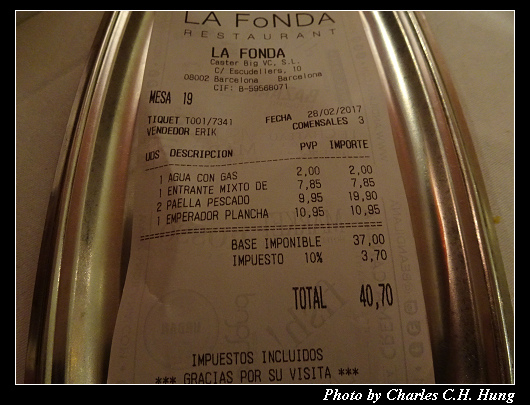 LA FoNDA
RESTAURANT
LA FONDA
Caster Big VC, S.L.
C/ Escudellers, 10
08002 Barcelona Barcelona
CIF: B-59568071
MESA 19
TIQUET T001/7341 FECHA 28/02/2017
VENDEDOR ERIK COMENSALES 3
UDS DESCRIPCION PVP IMPORTE
1 AGUA CON GAS 2,00 2,00
1 ENTRANTE MIXTO DE 7,85 7,85
2 PAELLA PESCADO 9,95 19,90
1 EMPERADOR PLANCHA 10,95 10,95
BASE IMPONIBLE 37,00
IMPUESTO 10% 3,70
TOTAL 40,70
IMPUESTOS INCLUIDOS
*** GRACIAS POR SU VISITA ***
Photo by Charles C.H. Hung